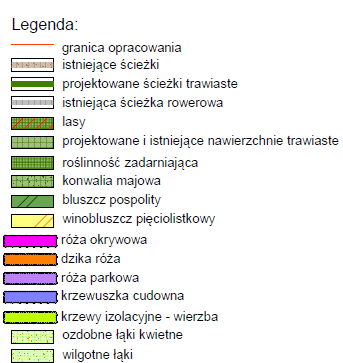 Legenda:
granica opracowania
istniejące ścieżki
projektowane ścieżki trawiaste
istniejąca ścieżka rowerowa
lasy
projektowane i istniejące nawierzchnie trawiaste
roślinność zadarniająca
konwalia majowa
bluszcz pospolity
winobluszcz pięciolistkowy
róża okrywowa
dzika róża
róża parkowa
krzewuszka cudowna
krzewy izolacyjne - wierzba
ozdobne łąki kwietne
wilgotne łąki